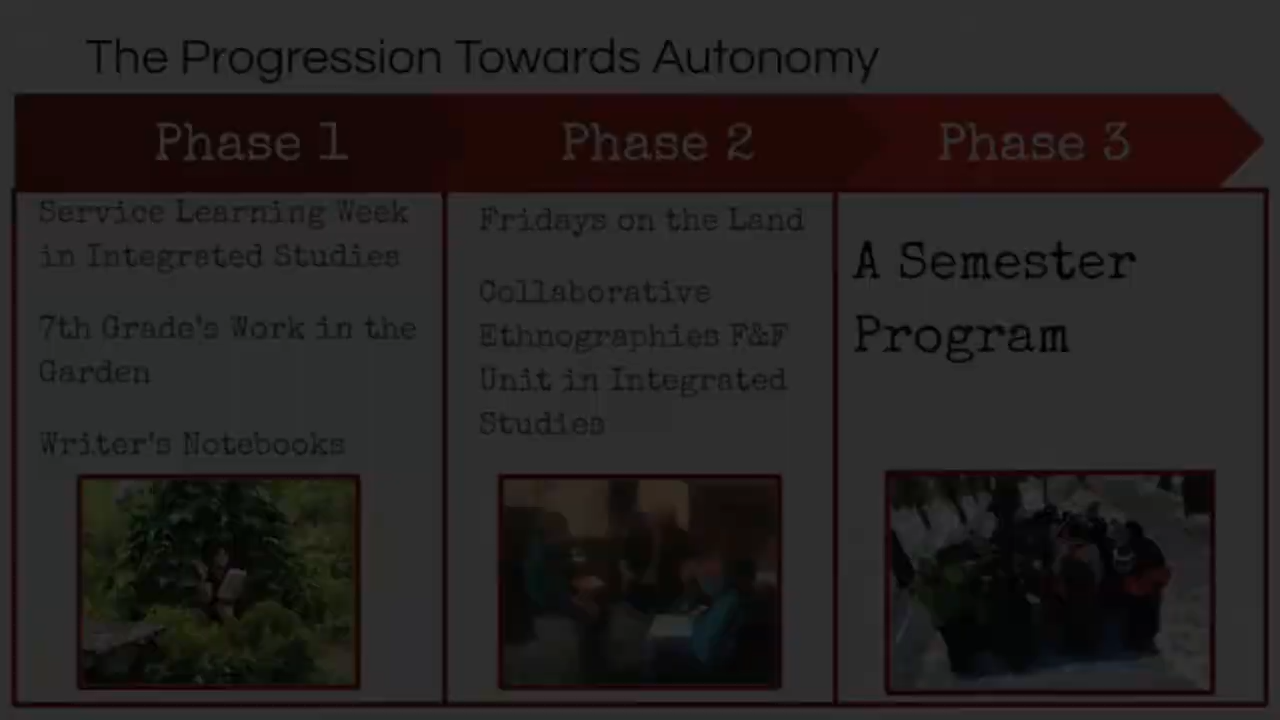 The Progression Towards Autonomy
Phase 1
Phase 2
Phase 3
Service Learning Week
in Integrated Studies
7th Grade's Work in the
Garden
Writer's Notebooks
Fridays on the Land
Collaborative
Ethnographies F&F
Unit in Integrated
Studies
A Semester
Program